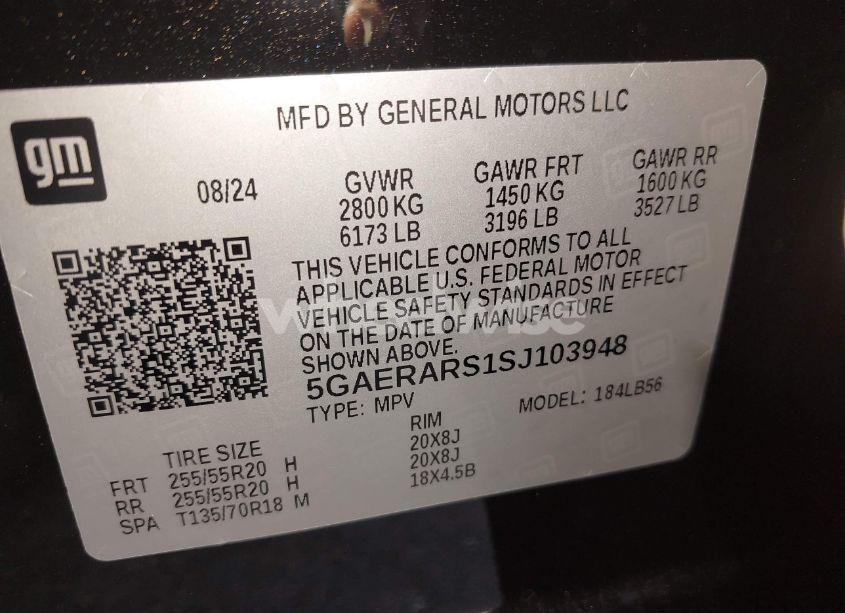 MFD BY GENERAL MOTORS LLC
gm
08/24
GVWR
2800 KG
6173 LB
GAWR FRT
1450 KG
3196 LB
GAWR RR
1600 KG
3527 LB
THIS VEHICLE CONFORMS TO ALL
APPLICABLE U.S. FEDERAL MOTOR
VEHICLE SAFETY STANDARDS IN EFFECT
ON THE DATE OF MANUFACTURE
SHOWN ABOVE.
5GAERARS1SJ103948
TYPE: MPV
MODEL: 184LB56
TIRE SIZE
RIM
FRT 255/55R20 H 20X8J
RR 255/55R20 H 20X8J
SPA T135/70R18 M 18X4.5B